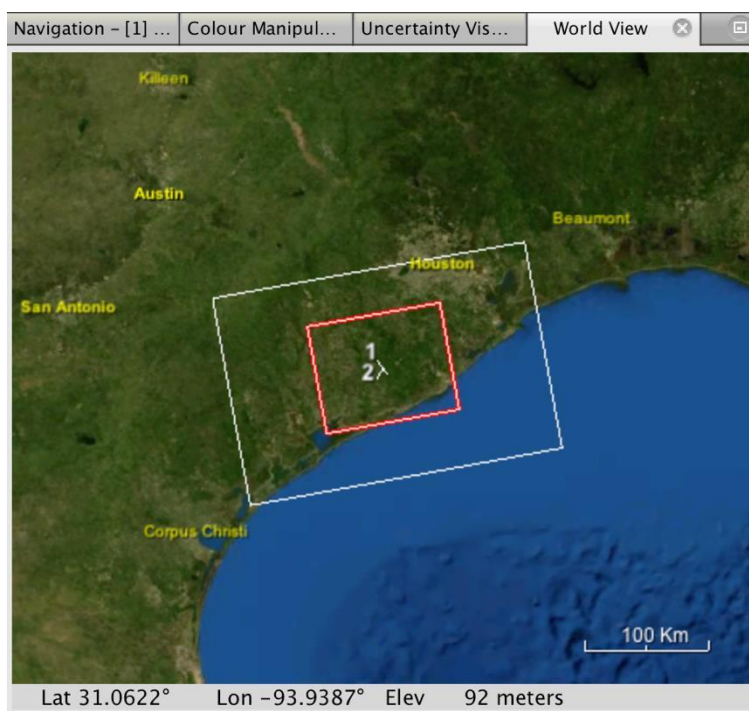 Navigation – [1] ... Colour Manipul... Uncertainty Vis... World View
Killeen
Austin
Beaumont
Houston
San Antonio
1
2
Corpus Christi
100 Km
Lat 31.0622° Lon –93.9387° Elev 92 meters